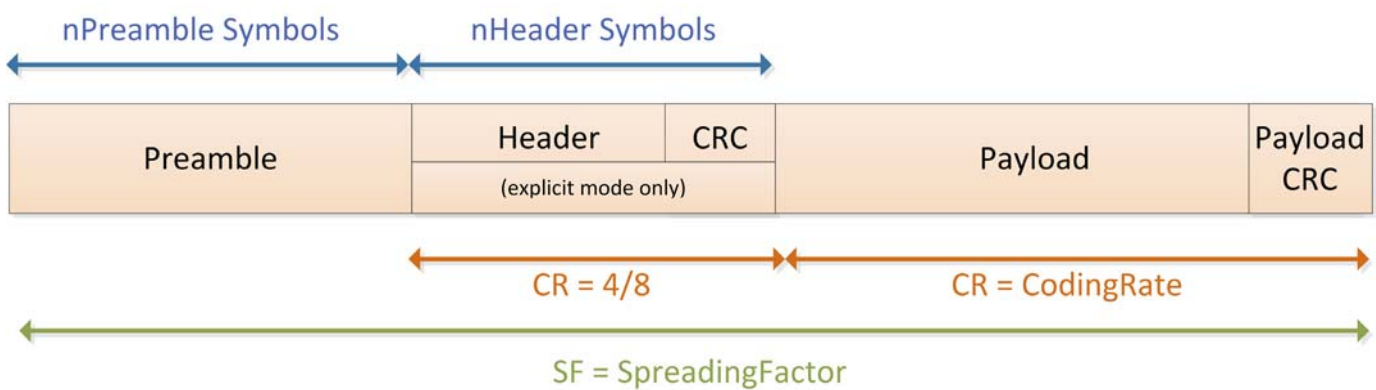 nPreamble Symbols
nHeader Symbols
Preamble
Header
CRC
(explicit mode only)
Payload
Payload
CRC
CR = 4/8
CR = CodingRate
SF = SpreadingFactor